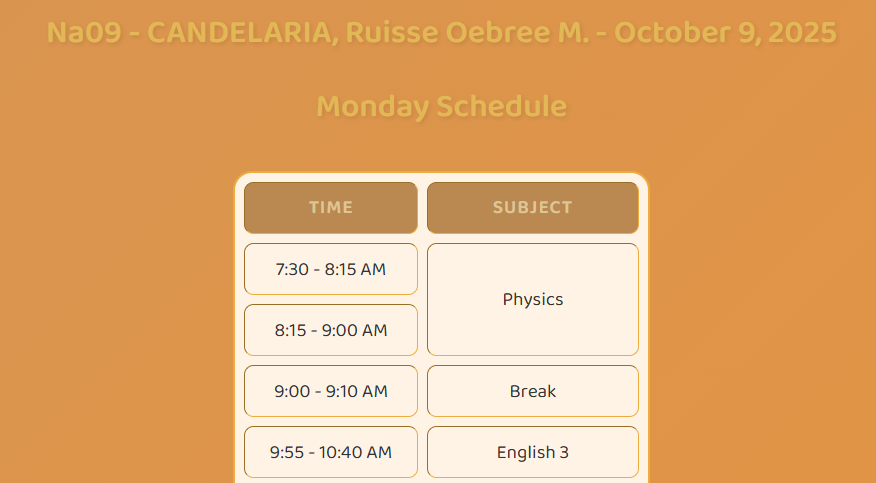 Na09 - CANDELARIA, Ruisse Oebree M. - October 9, 2025
Monday Schedule
TIME SUBJECT
7:30 - 8:15 AM
Physics
8:15 - 9:00 AM
9:00 - 9:10 AM Break
9:55 - 10:40 AM English 3